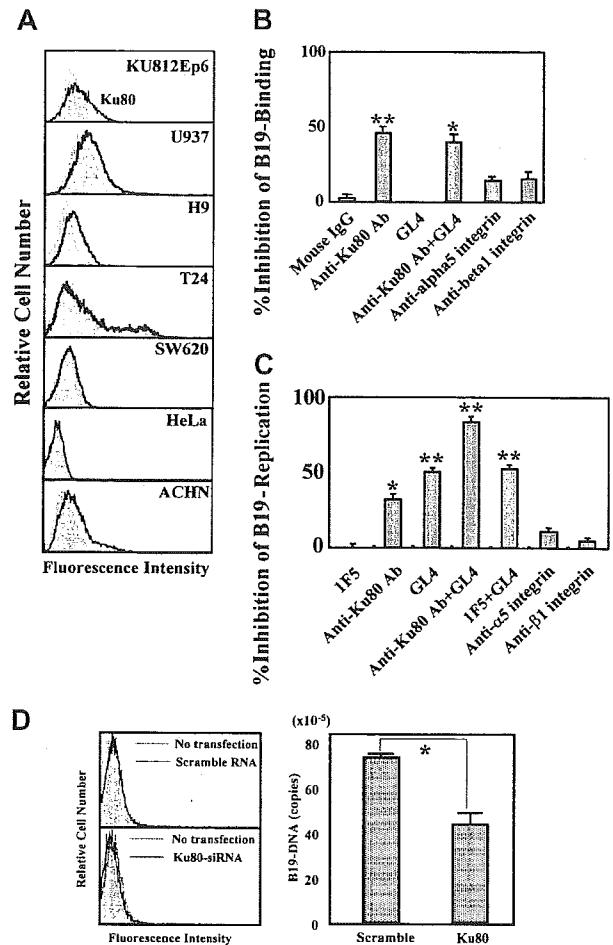 A
KU812Ep6
Ku80
U937
H9
T24
SW620
HeLa
ACHN
Relative Cell Number
Fluorescence Intensity
B
%Inhibition of B19-Binding
100
50
0
**
*
Mouse IgG
Anti-Ku80 Ab
GL4
Anti-Ku80 Ab+GL4
Anti-alpha5 integrin
Anti-beta1 integrin
C
%Inhibition of B19-Replication
100
50
0
*
**
**
**
1F5
Anti-Ku80 Ab
GL4
Anti-Ku80 Ab+GL4
1F5+GL4
Anti-α5 integrin
Anti-β1 integrin
D
No transfection
Scramble RNA
No transfection
Ku80-siRNA
Relative Cell Number
Fluorescence Intensity
(x10⁻⁵)
B19-DNA (copies)
80
60
40
20
0
*
Scramble
Ku80